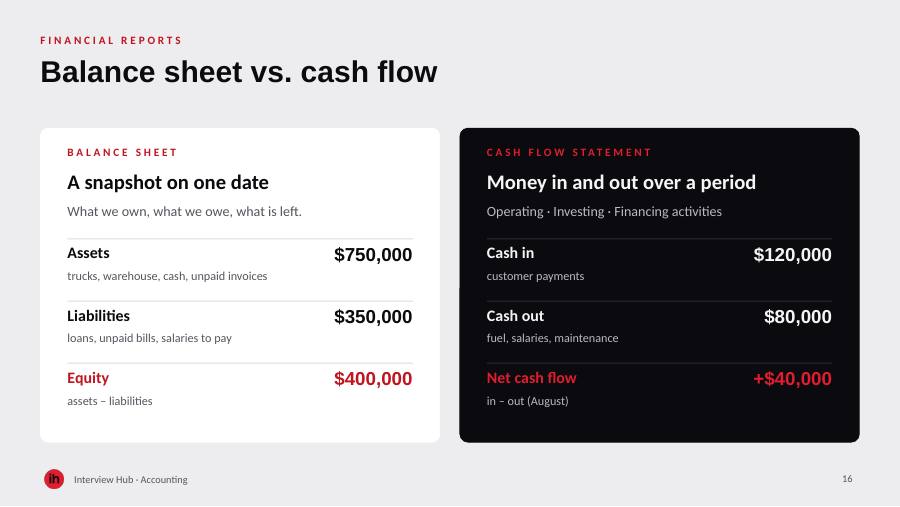 FINANCIAL REPORTS
Balance sheet vs. cash flow
BALANCE SHEET
A snapshot on one date
What we own, what we owe, what is left.
Assets $750,000
trucks, warehouse, cash, unpaid invoices
Liabilities $350,000
loans, unpaid bills, salaries to pay
Equity $400,000
assets – liabilities
CASH FLOW STATEMENT
Money in and out over a period
Operating · Investing · Financing activities
Cash in $120,000
customer payments
Cash out $80,000
fuel, salaries, maintenance
Net cash flow +$40,000
in – out (August)
ih Interview Hub · Accounting
16